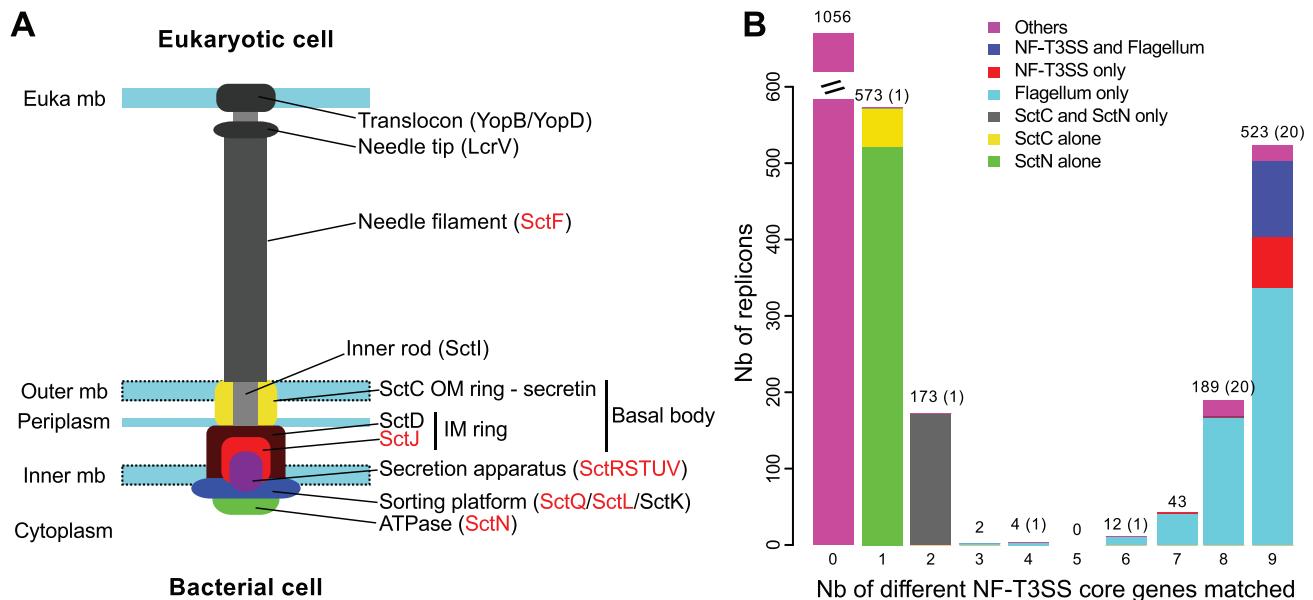 A
Eukaryotic cell
Euka mb
Translocon (YopB/YopD)
Needle tip (LcrV)
Needle filament (SctF)
Inner rod (SctI)
Outer mb
SctC OM ring - secretin
Periplasm
SctD
SctJ
IM ring
Basal body
Inner mb
Secretion apparatus (SctRSTUV)
Sorting platform (SctQ/SctL/SctK)
ATPase (SctN)
Cytoplasm
Bacterial cell
B
Others
NF-T3SS and Flagellum
NF-T3SS only
Flagellum only
SctC and SctN only
SctC alone
SctN alone
Nb of replicons
600
500
400
300
200
100
0
1056
573 (1)
173 (1)
2
4 (1)
0
12 (1)
43
189 (20)
523 (20)
0 1 2 3 4 5 6 7 8 9
Nb of different NF-T3SS core genes matched